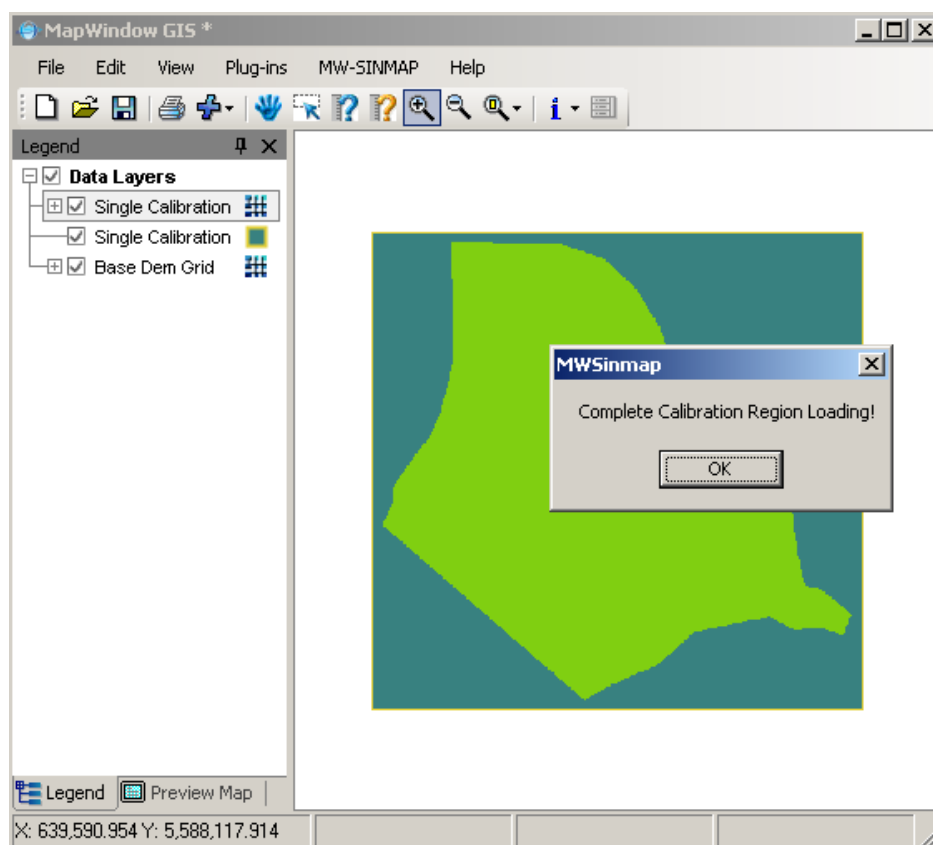 MapWindow GIS *
File Edit View Plug-ins MW-SINMAP Help
Legend
Data Layers
Single Calibration
Single Calibration
Base Dem Grid
MWSinmap
Complete Calibration Region Loading!
OK
Legend Preview Map
X: 639,590.954 Y: 5,588,117.914